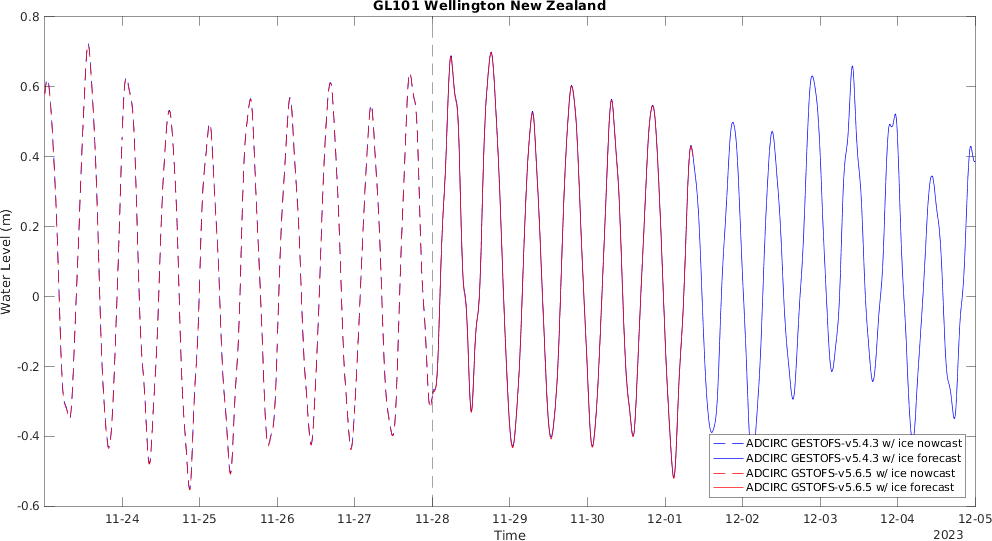 GL101 Wellington New Zealand
0.8
0.6
0.4
0.2
0
-0.2
-0.4
-0.6
Water Level (m)
ADCIRC GESTOFS-v5.4.3 w/ ice nowcast
ADCIRC GESTOFS-v5.4.3 w/ ice forecast
ADCIRC GSTOFS-v5.6.5 w/ ice nowcast
ADCIRC GSTOFS-v5.6.5 w/ ice forecast
11-24 11-25 11-26 11-27 11-28 11-29 11-30 12-01 12-02 12-03 12-04 12-05
Time
2023